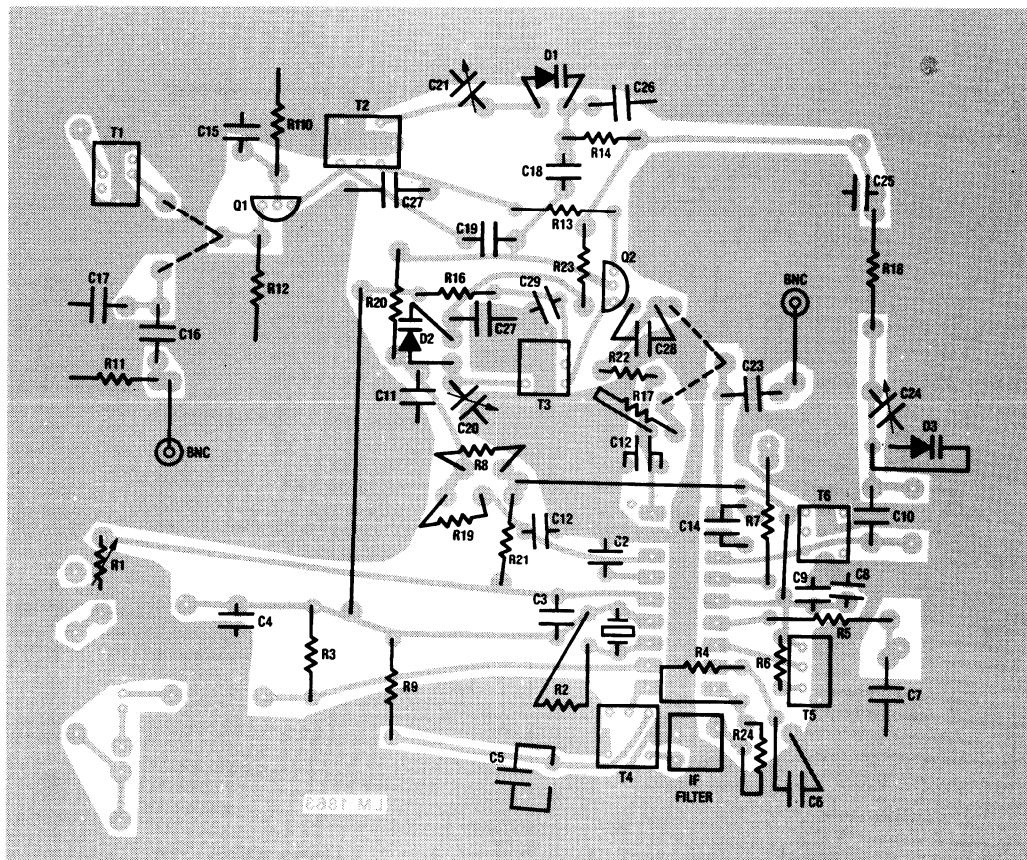 D1
C21
C26
T2
R110
C15
T1
R14
C18
C25
C27
Q1
R13
C19
Q2
R23
R18
R12
R16
C29
C17
R20
C27
D2
C28
C16
R22
C23
R11
T3
R17
C24
C11
C20
D3
C12
BNC
BNC
R8
T6
C12
C14
R7
C10
R19
C2
R21
R1
C9
C8
C3
C4
R5
R3
R4
R6
R9
R2
C7
T5
R24
C5
T4
IF
FILTER
C6
LM 1863